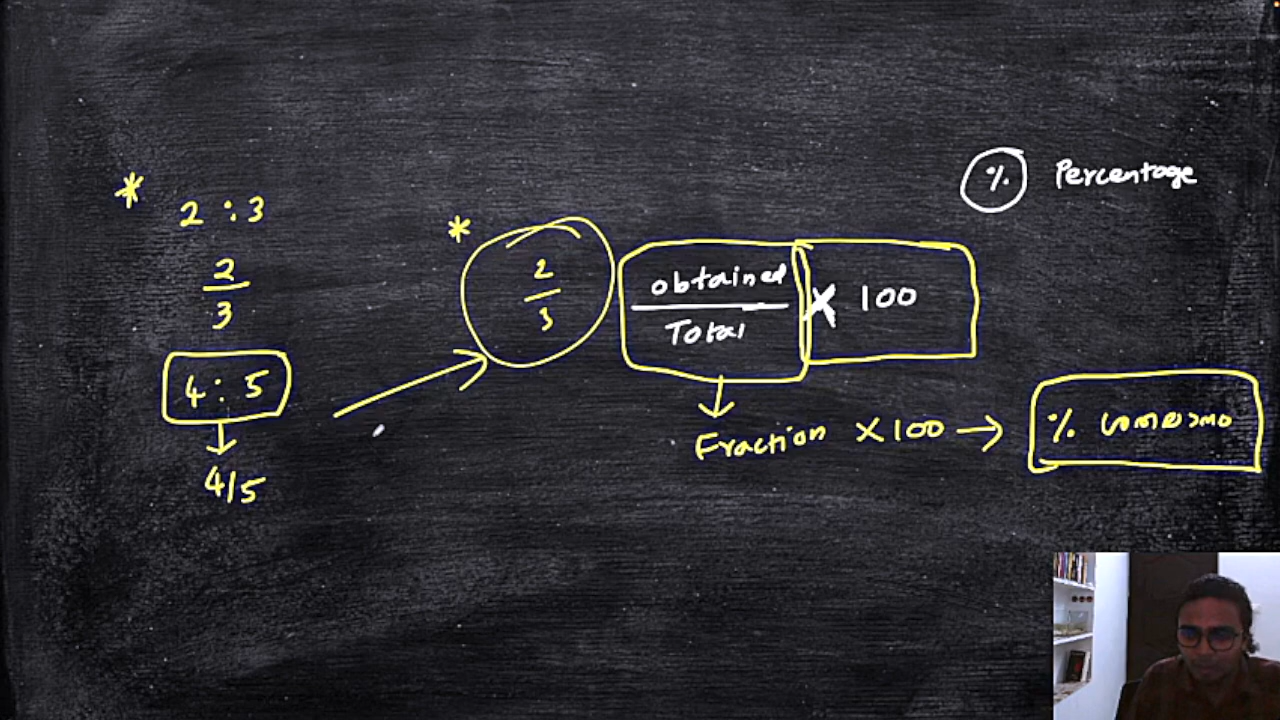 2 : 3
2
3
4 : 5
4/5
2
3
obtained
Total
X 100
% Percentage
Fraction X 100 →
%